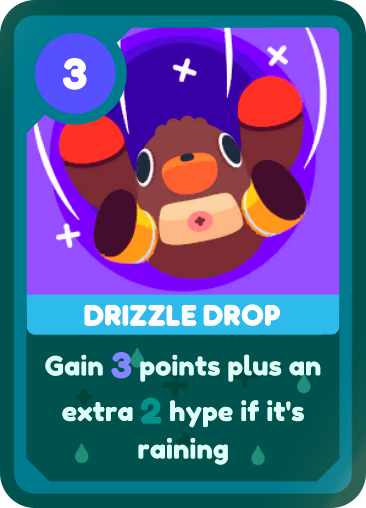 3
DRIZZLE DROP
Gain 3 points plus an
extra 2 hype if it's
raining